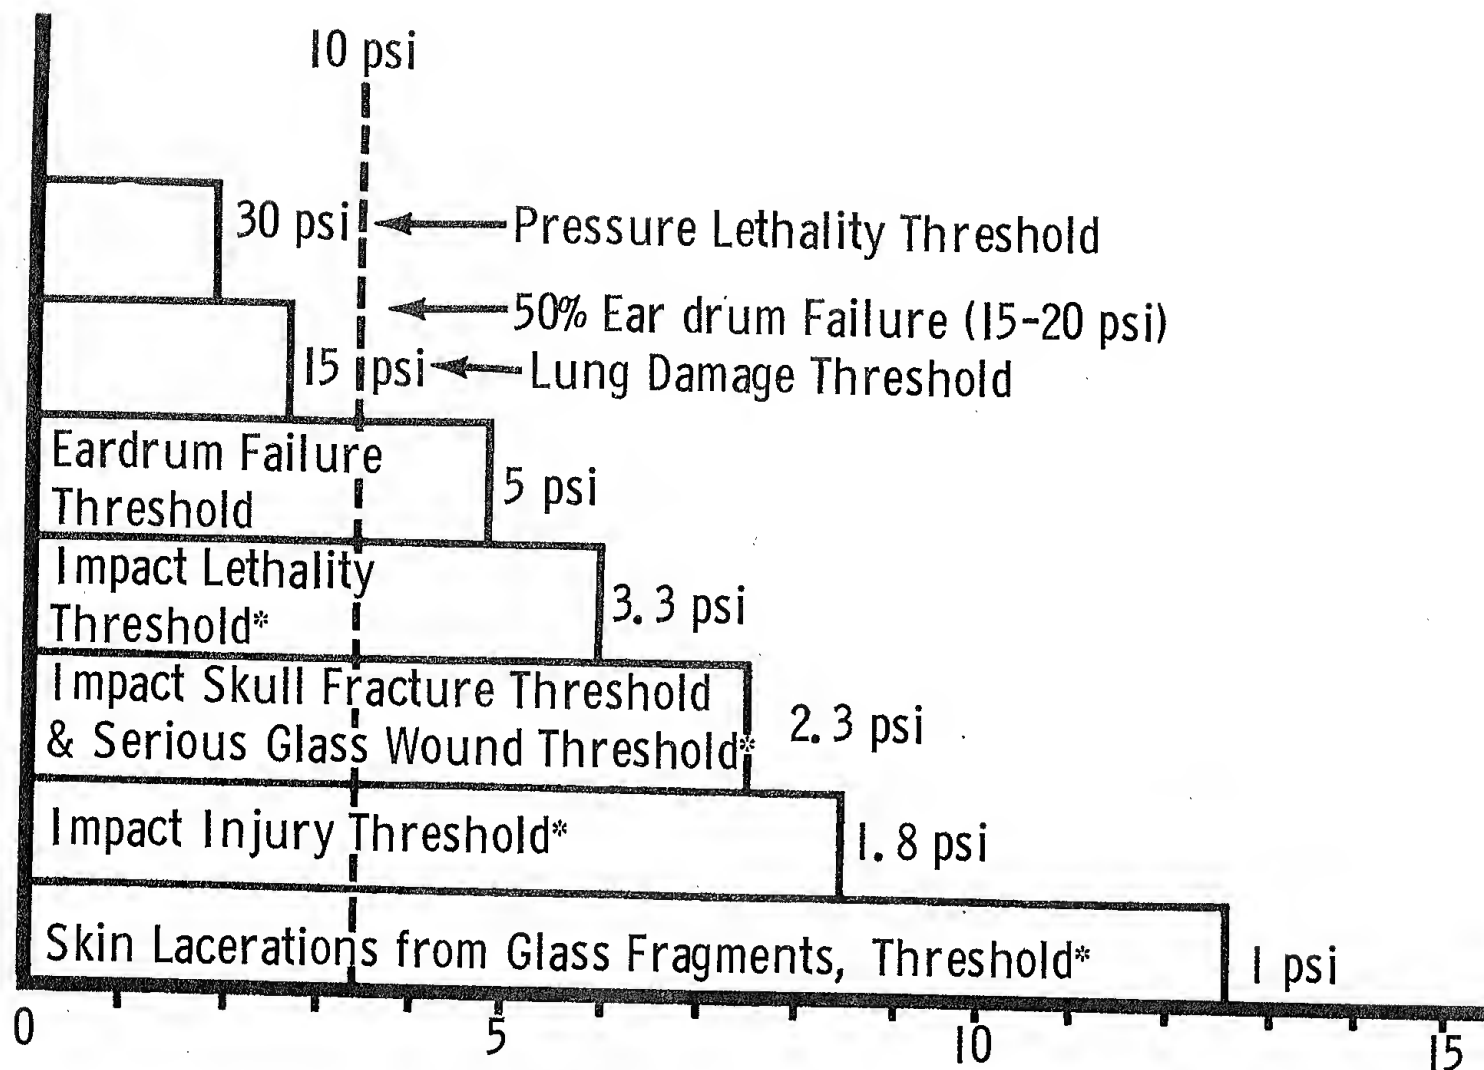 10 psi
30 psi
Pressure Lethality Threshold
50% Ear drum Failure (15-20 psi)
15 psi
Lung Damage Threshold
Eardrum Failure
Threshold
5 psi
Impact Lethality
Threshold*
3.3 psi
Impact Skull Fracture Threshold
& Serious Glass Wound Threshold*
2.3 psi
Impact Injury Threshold*
1.8 psi
Skin Lacerations from Glass Fragments, Threshold*
1 psi
0
5
10
15